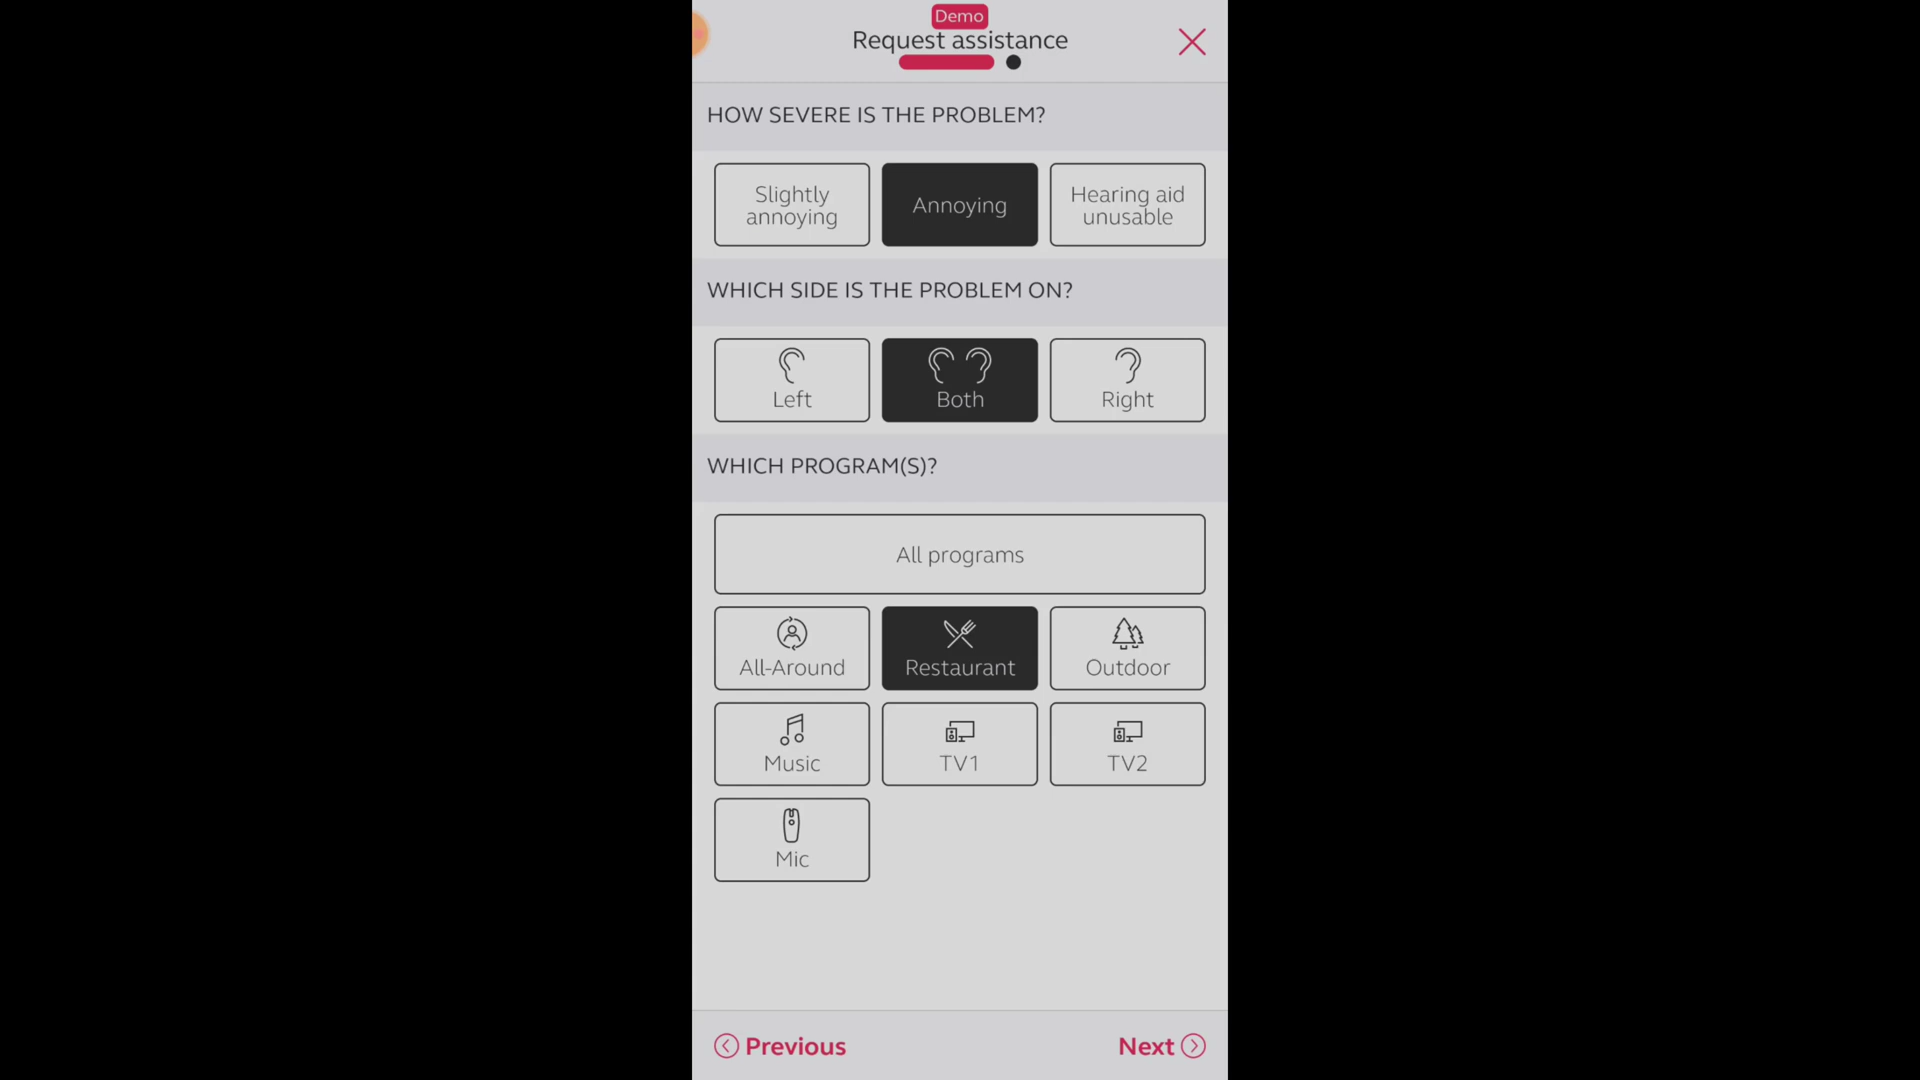 Demo
Request assistance
HOW SEVERE IS THE PROBLEM?
Slightly
annoying
Annoying
Hearing aid
unusable
WHICH SIDE IS THE PROBLEM ON?
Left
Both
Right
WHICH PROGRAM(S)?
All programs
All-Around
Restaurant
Outdoor
Music
TV1
TV2
Mic
Previous
Next